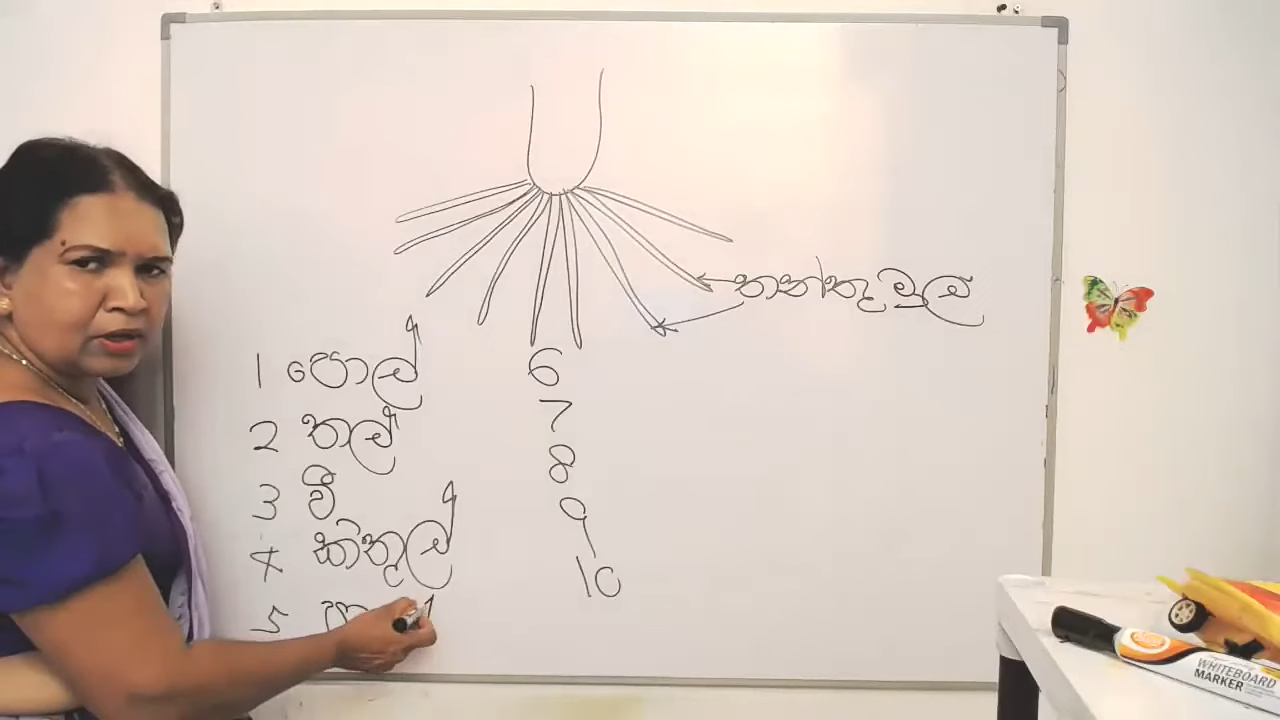 තන්තු මූල
1 පොල්
2 තල්
3 වී
4 කිතුල්
5
6
7
8
9
10
WHITEBOARD
MARKER